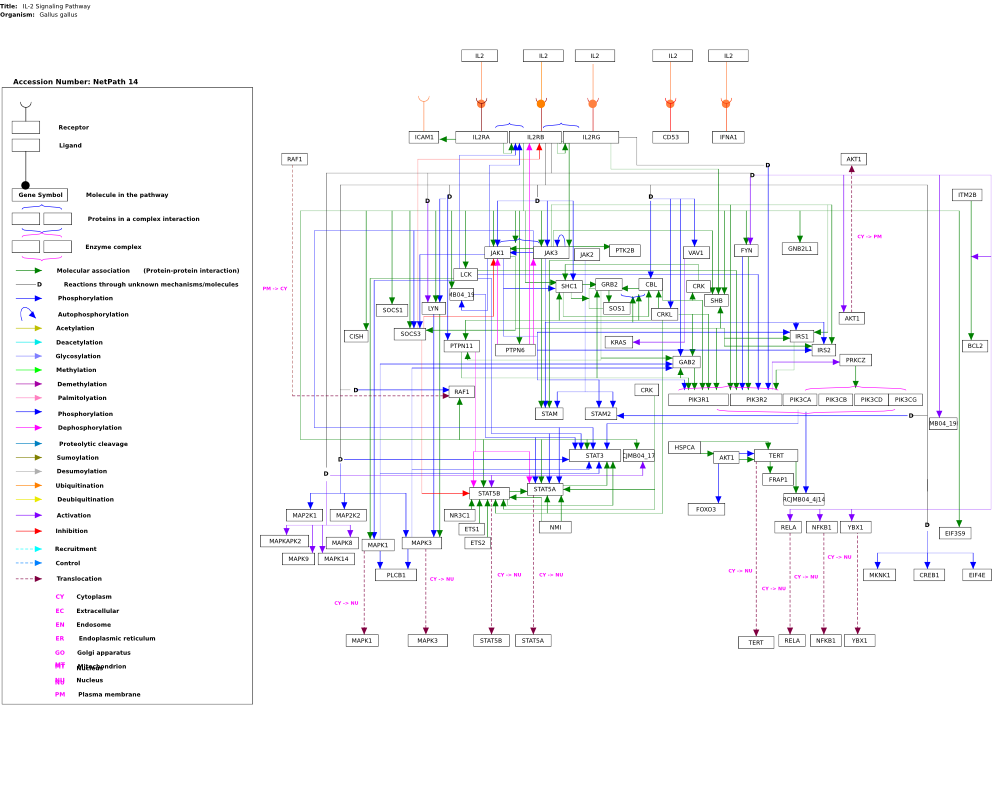 Title: IL-2 Signaling Pathway
Organism: Gallus gallus
IL2 IL2 IL2 IL2 IL2
Accession Number: NetPath 14
Receptor
Ligand
Gene Symbol Molecule in the pathway
Proteins in a complex interaction
Enzyme complex
Molecular association (Protein-protein interaction)
D Reactions through unknown mechanisms/molecules
Phosphorylation
Autophosphorylation
Acetylation
Deacetylation
Glycosylation
Methylation
Demethylation
Palmitolyation
Phosphorylation
Dephosphorylation
Proteolytic cleavage
Sumoylation
Desumoylation
Ubiquitination
Deubiquitination
Activation
Inhibition
Recruitment
Control
Translocation
CY Cytoplasm
EC Extracellular
EN Endosome
ER Endoplasmic reticulum
GO Golgi apparatus
MT Mitochondrion
Nucleus
NU Nucleus
PM Plasma membrane
ICAM1 IL2RA IL2RB IL2RG CD53 IFNA1
RAF1 AKT1
D D
ITM2B
D D D D
CY -> PM
JAK1 JAK3 JAK2 PTK2B VAV1 FYN GNB2L1
LCK
PM -> CY
MB04_19 SHC1 GRB2 CBL CRK
SHB
SOCS1 LYN SOS1 CRKL
AKT1
CISH SOCS3 IRS1
PTPN11 PTPN6 KRAS IRS2 BCL2
GAB2 PRKCZ
D RAF1 CRK
PIK3R1 PIK3R2 PIK3CA PIK3CB PIK3CD PIK3CG
STAM STAM2 D
MB04_19
HSPCA
D STAT3 CJMB04_17 AKT1 TERT
D FRAP1
STAT5B STAT5A RCJMB04_4j14
FOXO3
MAP2K1 MAP2K2 NR3C1
ETS1 NMI RELA NFKB1 YBX1 D
EIF3S9
MAPKAPK2 MAPK8 MAPK1 MAPK3 ETS2
MAPK9 MAPK14 CY -> NU
PLCB1 CY -> NU CY -> NU CY -> NU CY -> NU MKNK1 CREB1 EIF4E
CY -> NU CY -> NU
CY -> NU
MAPK1 MAPK3 STAT5B STAT5A TERT RELA NFKB1 YBX1